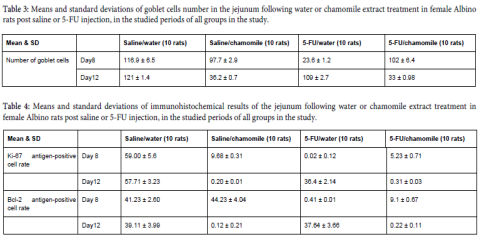 Table 3: Means and standard deviations of goblet cells number in the jejunum following water or chamomile extract treatment in female Albino
rats post saline or 5-FU injection, in the studied periods of all groups in the study.
Mean & SD Saline/water (10 rats) Saline/chamomile (10 rats) 5-FU/water (10 rats) 5-FU/chamomile (10 rats)
Number of goblet cells Day8 116.9 ± 6.5 97.7 ± 2.9 23.6 ± 1.2 102 ± 6.4
Day12 121 ± 1.4 36.2 ± 0.7 109 ± 2.7 33 ± 0.98
Table 4: Means and standard deviations of immunohistochemical results of the jejunum following water or chamomile extract treatment in
female Albino rats post saline or 5-FU injection, in the studied periods of all groups in the study.
Mean & SD Saline/water (10 rats) Saline/chamomile (10 rats) 5-FU/water (10 rats) 5-FU/chamomile (10 rats)
Ki-67 antigen-positive cell rate Day 8 59.00 ± 5.6 9.68 ± 0.31 0.02 ± 0.12 5.23 ± 0.71
Day12 57.71 ± 3.23 0.20 ± 0.01 36.4 ± 2.14 0.31 ± 0.03
Bcl-2 antigen-positive cell rate Day 8 41.23 ± 2.60 44.23 ± 4.04 0.41 ± 0.01 9.1 ± 0.67
Day12 39.11 ± 3.99 0.12 ± 0.21 37.64 ± 3.66 0.22 ± 0.11